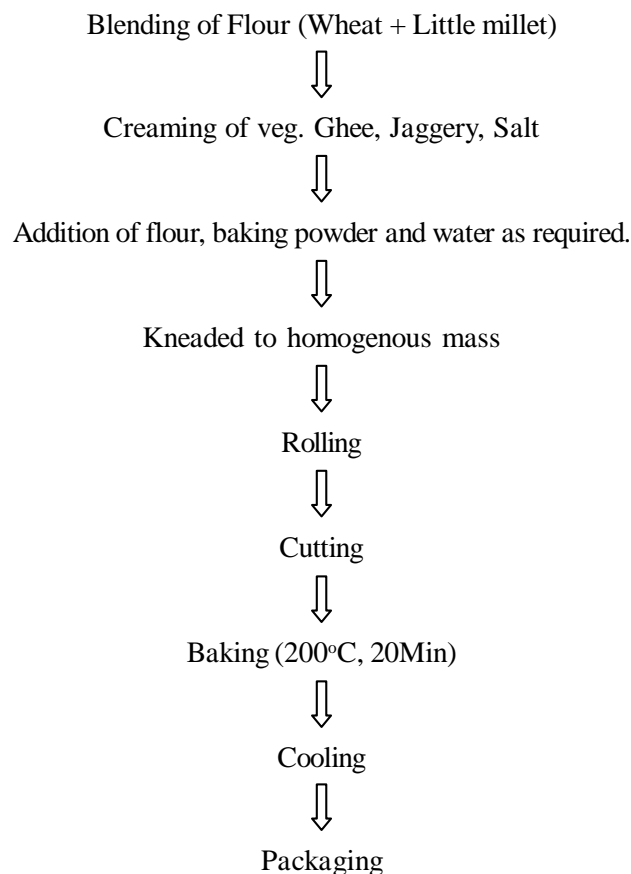 Blending of Flour (Wheat + Little millet)
Creaming of veg. Ghee, Jaggery, Salt
Addition of flour, baking powder and water as required.
Kneaded to homogenous mass
Rolling
Cutting
Baking (200°C, 20Min)
Cooling
Packaging